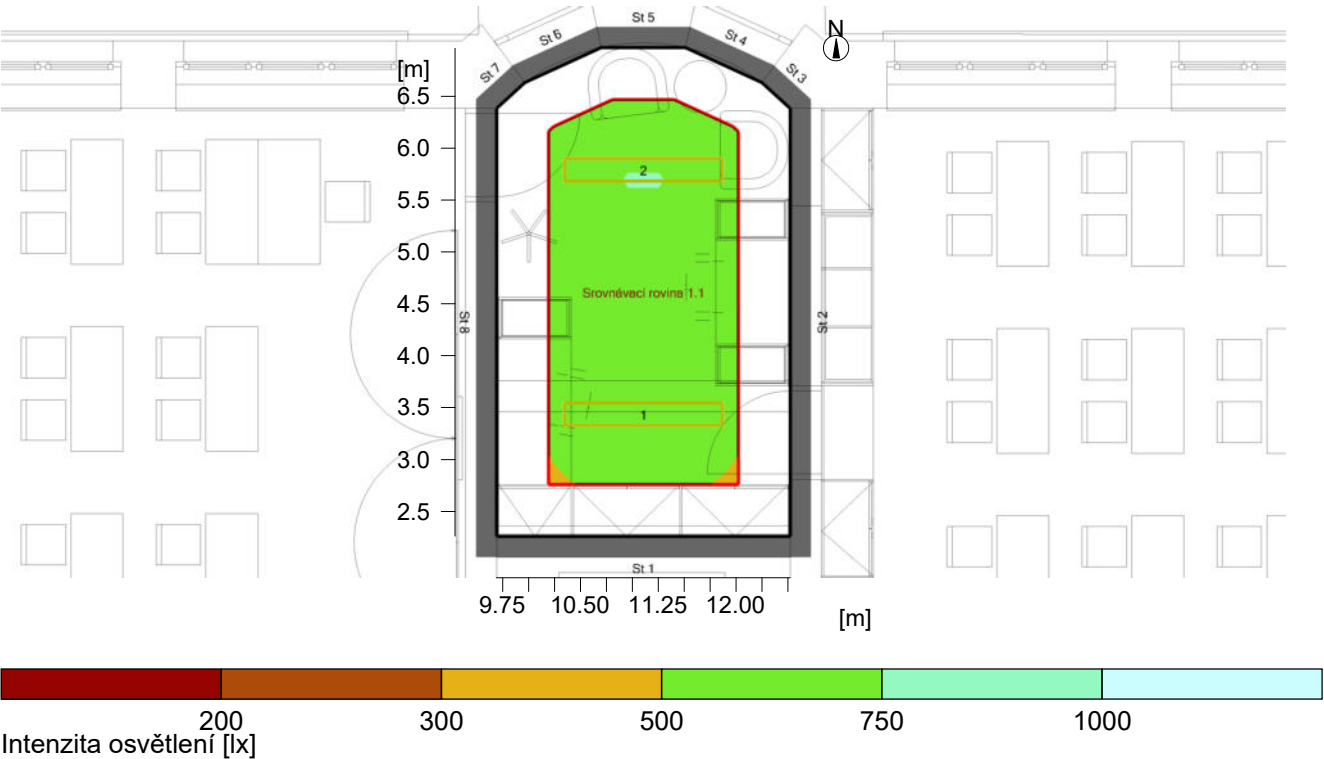 St 5
St 6
St 4
N
St 7
St 3
[m]
6.5
6.0
2
5.5
5.0
4.5
Srovnávací rovina 1.1
St 8
St 2
4.0
3.5
1
3.0
2.5
St 1
9.75 10.50 11.25 12.00
[m]
200 300 500 750 1000
Intenzita osvětlení [lx]